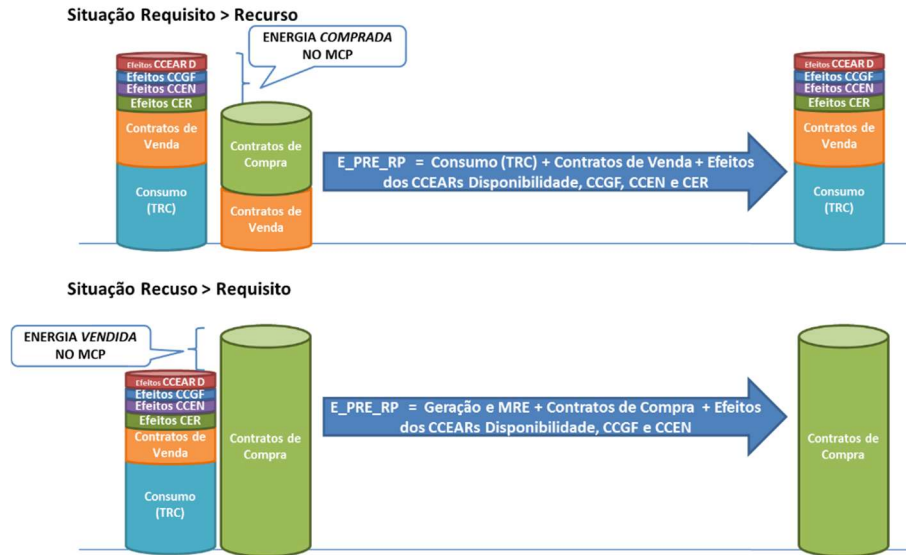 Situação Requisito > Recurso
ENERGIA COMPRADA
NO MCP
Efeitos CCEAR D
Efeitos CCGF
Efeitos CCEN
Efeitos CER
Contratos de
Venda
Consumo
(TRC)
Contratos de
Compra
Contratos de
Venda
E_PRE_RP = Consumo (TRC) + Contratos de Venda + Efeitos
dos CCEARs Disponibilidade, CCGF, CCEN e CER
Efeitos CCEAR D
Efeitos CCGF
Efeitos CCEN
Efeitos CER
Contratos de
Venda
Consumo
(TRC)
Situação Recuso > Requisito
ENERGIA VENDIDA
NO MCP
Efeitos CCEAR D
Efeitos CCGF
Efeitos CCEN
Efeitos CER
Contratos de
Venda
Consumo
(TRC)
Contratos de
Compra
E_PRE_RP = Geração e MRE + Contratos de Compra + Efeitos
dos CCEARs Disponibilidade, CCGF e CCEN
Contratos de
Compra